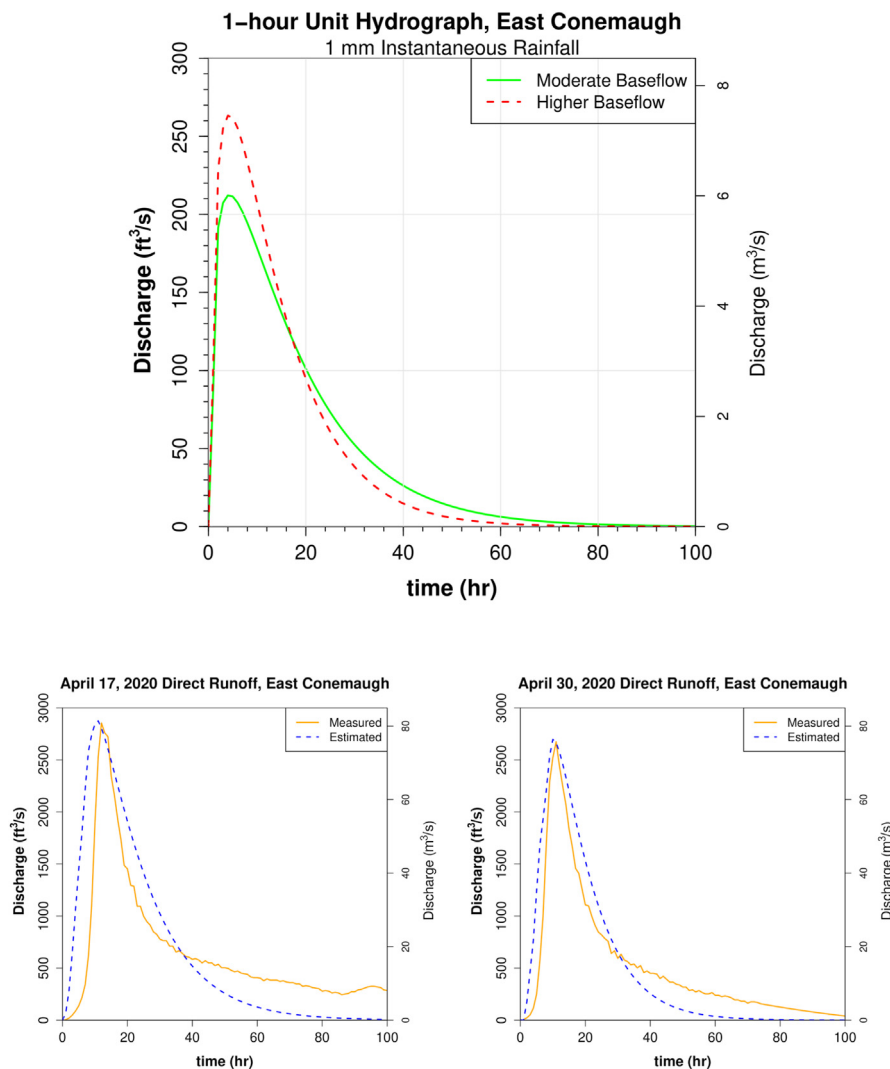 1−hour Unit Hydrograph, East Conemaugh
1 mm Instantaneous Rainfall
Moderate Baseflow
Higher Baseflow
300
250
200
150
100
50
0
Discharge (ft³/s)
8
6
4
2
0
Discharge (m³/s)
0 20 40 60 80 100
time (hr)
April 17, 2020 Direct Runoff, East Conemaugh
Measured
Estimated
3000
2500
2000
1500
1000
500
0
Discharge (ft³/s)
80
60
40
20
0
Discharge (m³/s)
0 20 40 60 80 100
time (hr)
April 30, 2020 Direct Runoff, East Conemaugh
Measured
Estimated
3000
2500
2000
1500
1000
500
0
Discharge (ft³/s)
80
60
40
20
0
Discharge (m³/s)
0 20 40 60 80 100
time (hr)